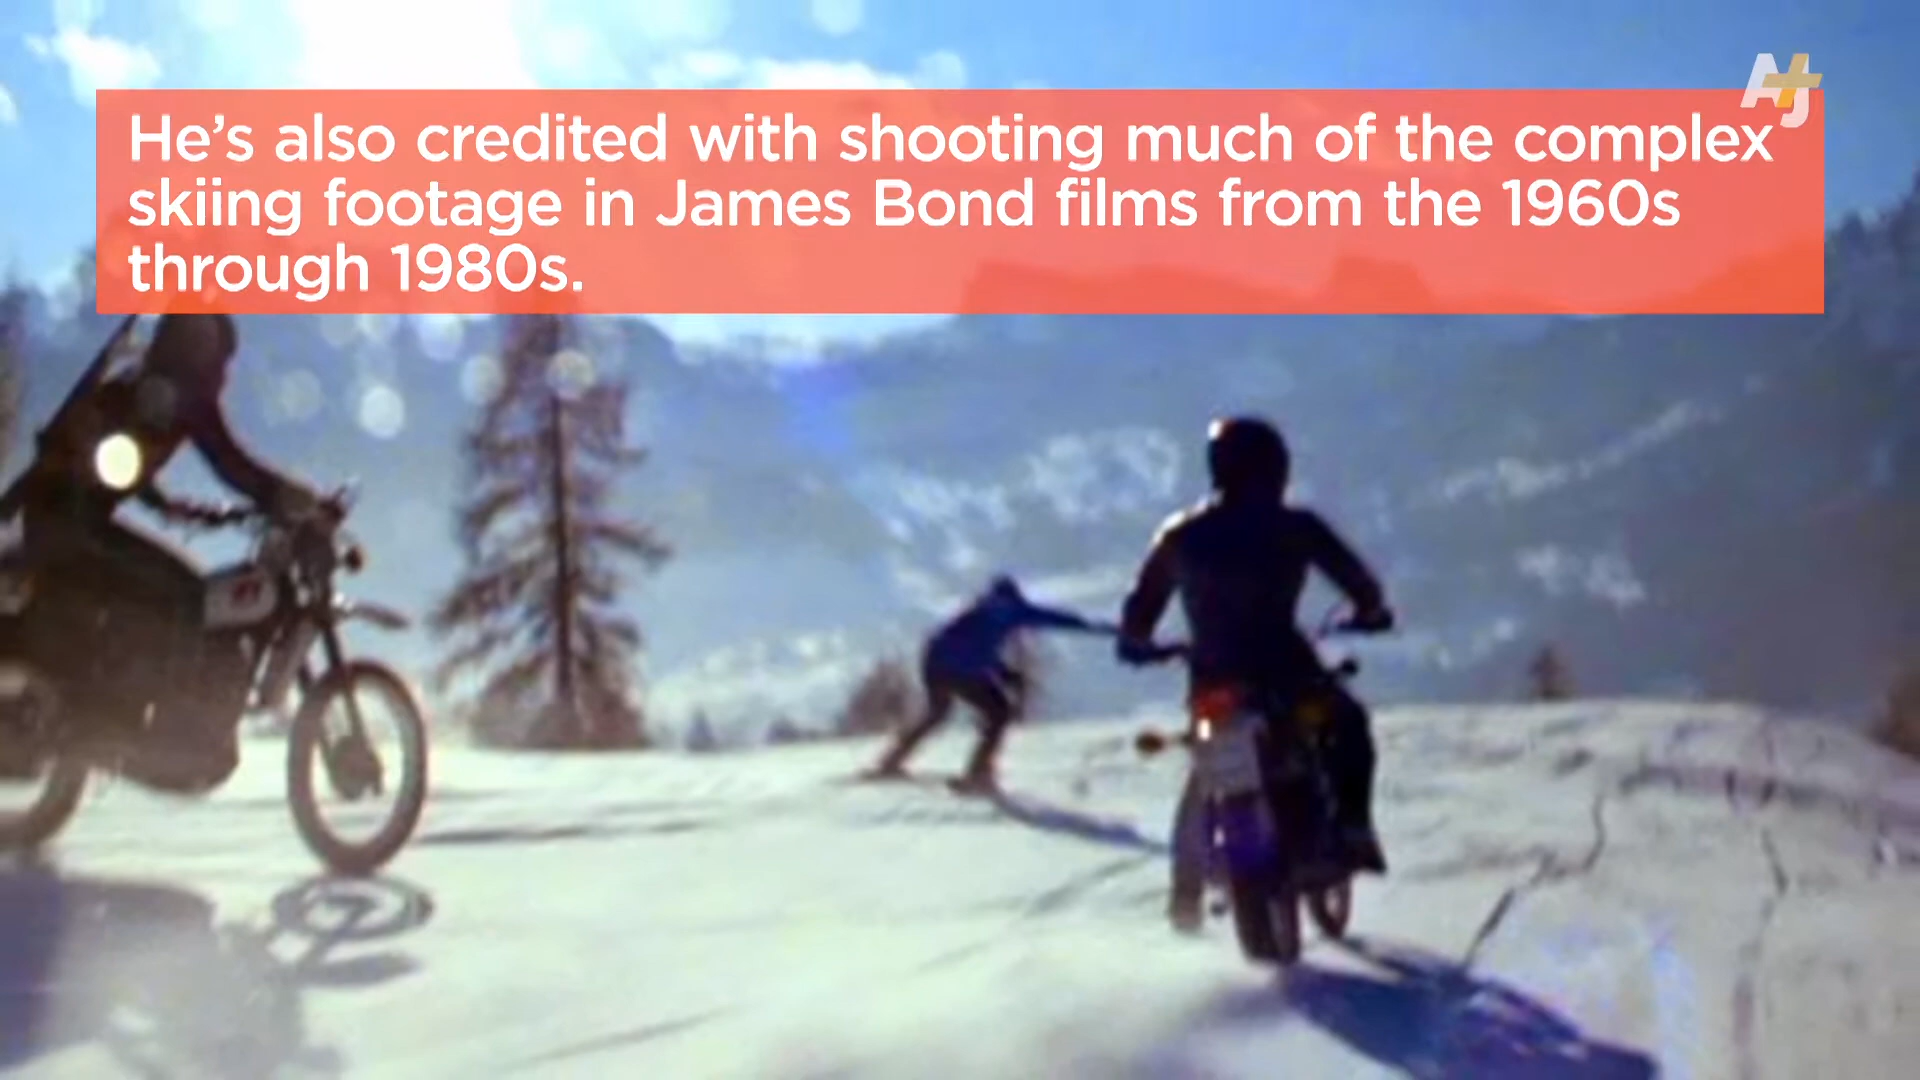 AJ+
He’s also credited with shooting much of the complex
skiing footage in James Bond films from the 1960s
through 1980s.